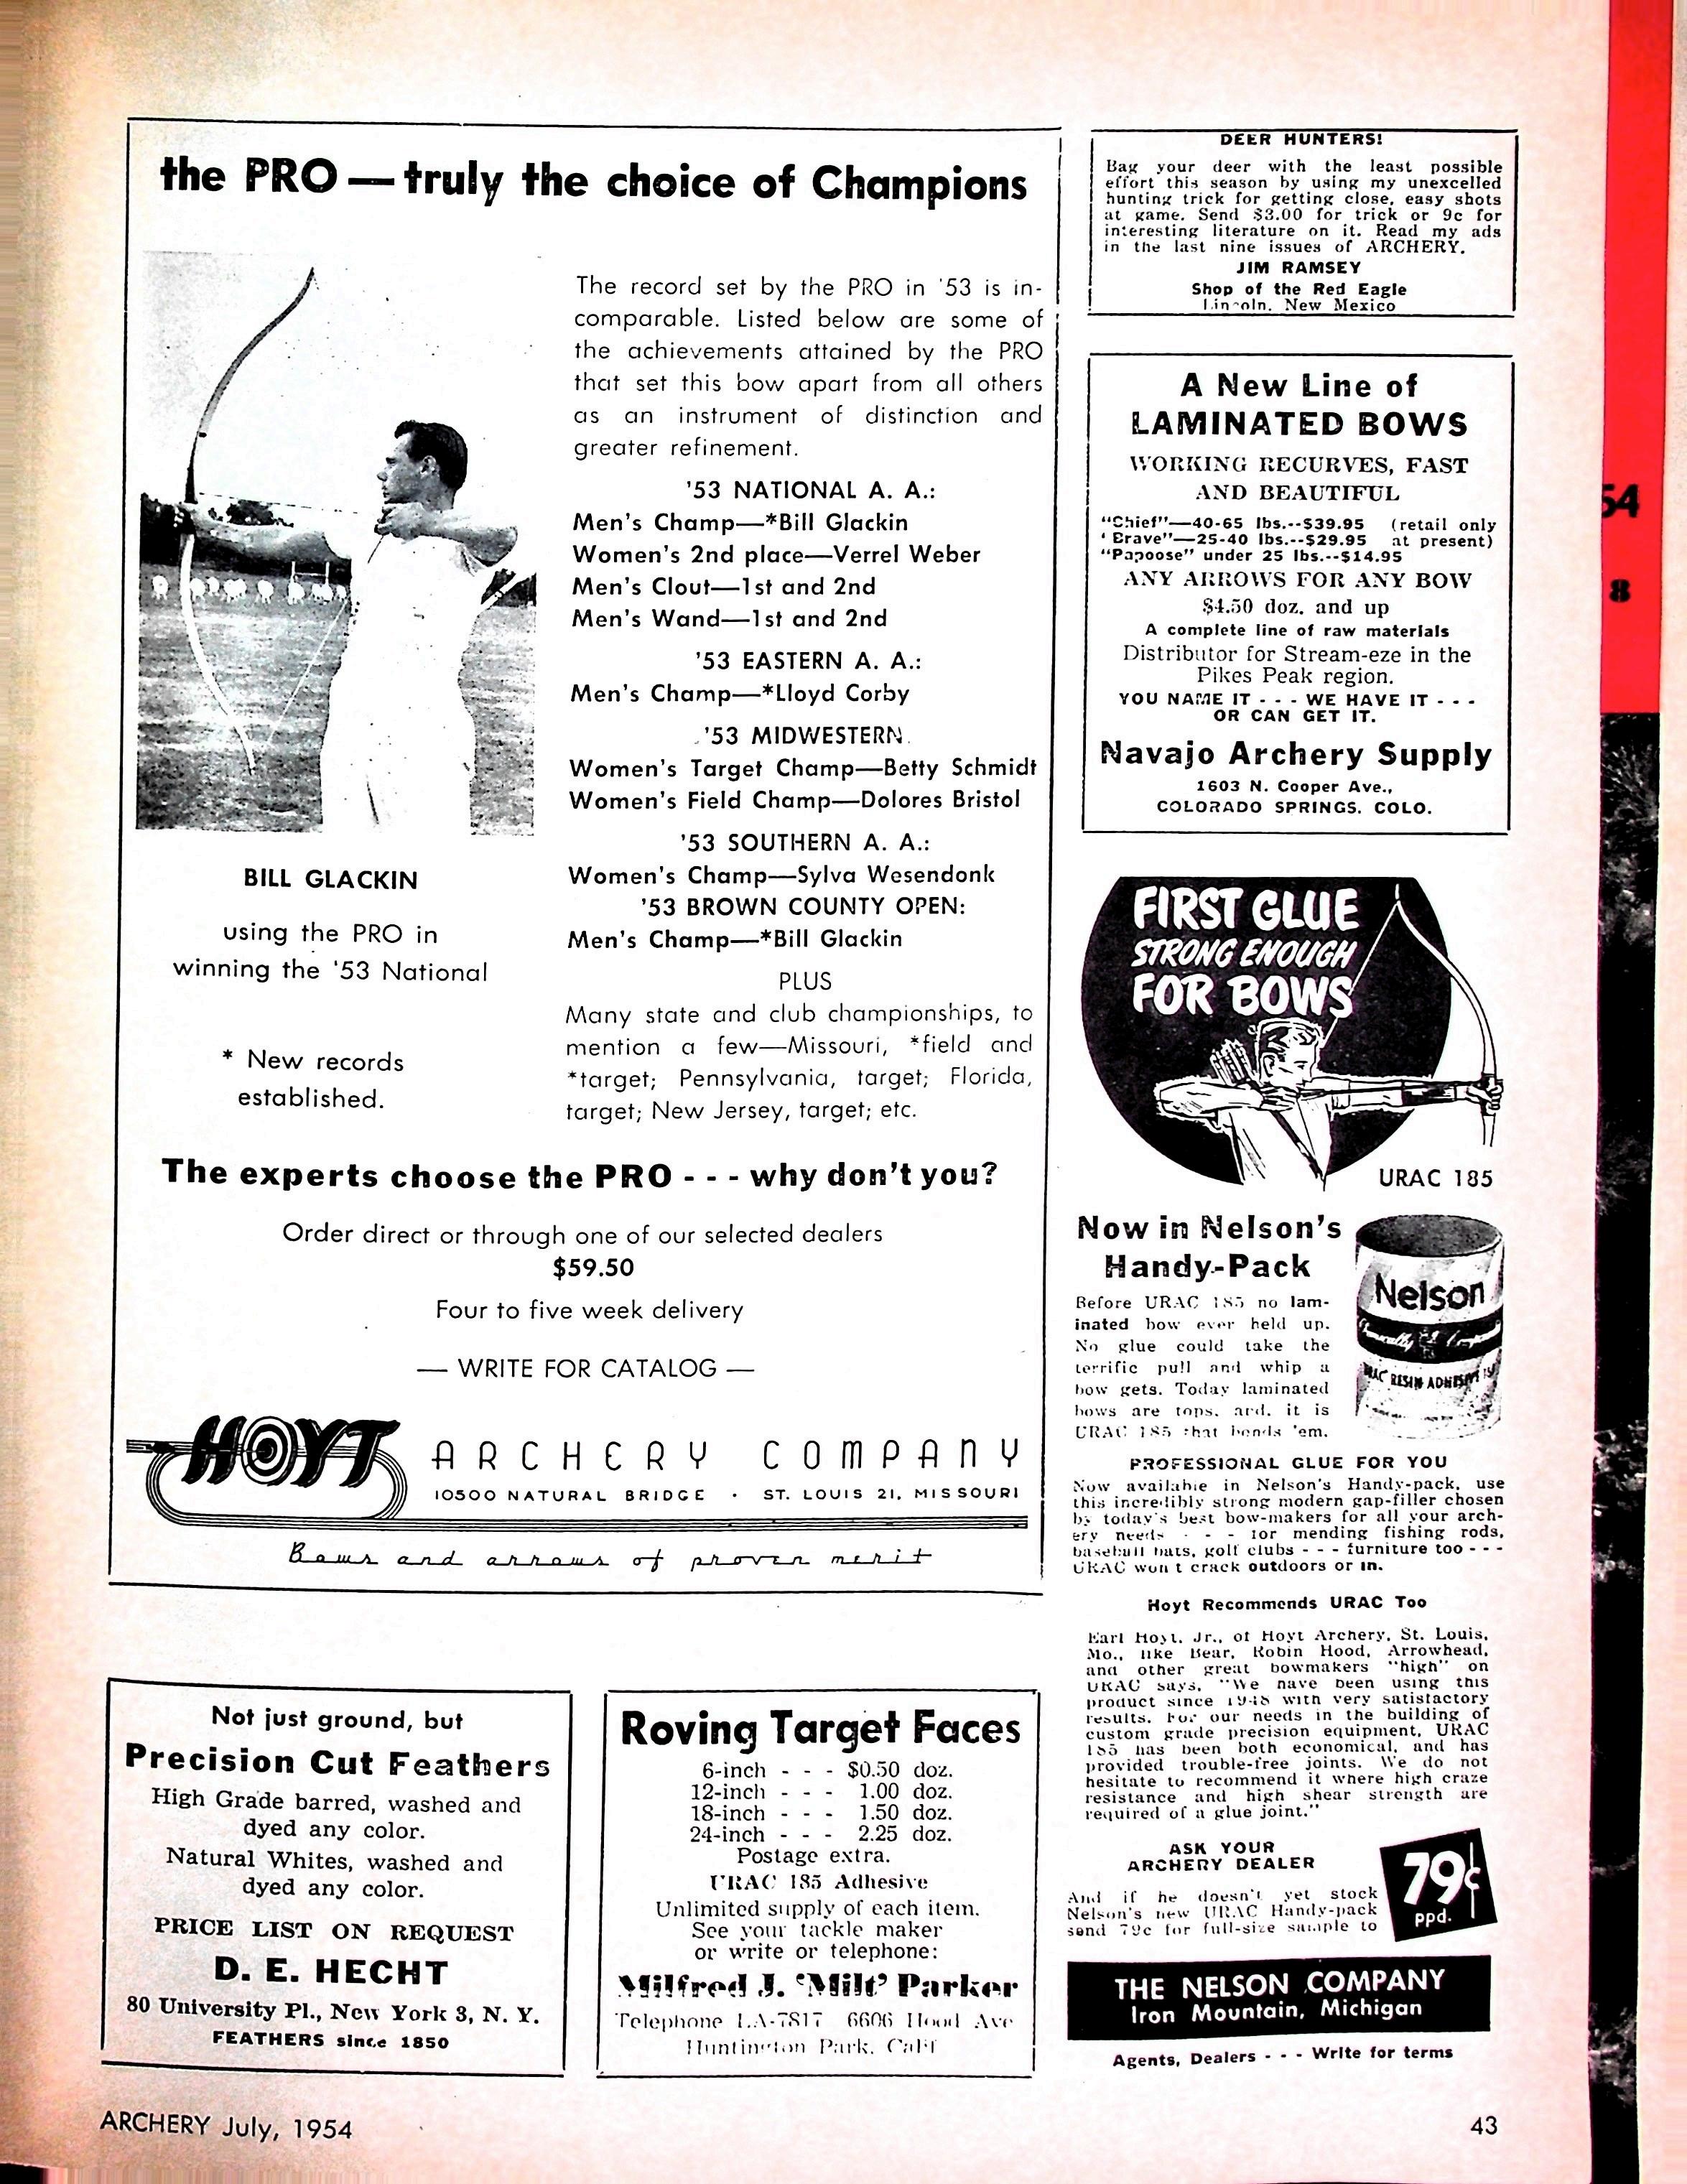 the PRO — truly the choice of Champions
The record set by the PRO in '53 is in-
comparable. Listed below are some of
the achievements attained by the PRO
that set this bow apart from all others
as an instrument of distinction and
greater refinement.
'53 NATIONAL A. A.:
Men's Champ—*Bill Glackin
Women's 2nd place—Verrel Weber
Men's Clout—1st and 2nd
Men's Wand—1st and 2nd
'53 EASTERN A. A.:
Men's Champ—*Lloyd Corby
'53 MIDWESTERN
Women's Target Champ—Betty Schmidt
Women's Field Champ—Dolores Bristol
'53 SOUTHERN A. A.:
Women's Champ—Sylva Wesendonk
'53 BROWN COUNTY OPEN:
Men's Champ—*Bill Glackin
PLUS
Many state and club championships, to
mention a few—Missouri, *field and
*target; Pennsylvania, target; Florida,
target; New Jersey, target; etc.
BILL GLACKIN
using the PRO in
winning the '53 National
* New records
established.
The experts choose the PRO - - - why don't you?
Order direct or through one of our selected dealers
$59.50
Four to five week delivery
— WRITE FOR CATALOG —
HOYT ARCHERY COMPANY
10500 NATURAL BRIDGE · ST. LOUIS 21, MISSOURI
Bows and arrows of proven merit
Not just ground, but
Precision Cut Feathers
High Grade barred, washed and
dyed any color.
Natural Whites, washed and
dyed any color.
PRICE LIST ON REQUEST
D. E. HECHT
80 University Pl., New York 3, N. Y.
FEATHERS since 1850
Roving Target Faces
6-inch - - - $0.50 doz.
12-inch - - - 1.00 doz.
18-inch - - - 1.50 doz.
24-inch - - - 2.25 doz.
Postage extra.
URAC 185 Adhesive
Unlimited supply of each item.
See your tackle maker
or write or telephone:
Milfred J. 'Milt' Parker
Telephone LA-7817 6606 Hood Ave
Huntington Park, Calif
DEER HUNTERS!
Bag your deer with the least possible
effort this season by using my unexcelled
hunting trick for getting close, easy shots
at game. Send $3.00 for trick or 9c for
interesting literature on it. Read my ads
in the last nine issues of ARCHERY.
JIM RAMSEY
Shop of the Red Eagle
Lincoln, New Mexico
A New Line of
LAMINATED BOWS
WORKING RECURVES, FAST
AND BEAUTIFUL
"Chief"—40-65 lbs.--$39.95 (retail only
'Brave"—25-40 lbs.--$29.95 at present)
"Papoose" under 25 lbs.--$14.95
ANY ARROWS FOR ANY BOW
$4.50 doz. and up
A complete line of raw materials
Distributor for Stream-eze in the
Pikes Peak region.
YOU NAME IT - - - WE HAVE IT - - -
OR CAN GET IT.
Navajo Archery Supply
1603 N. Cooper Ave.,
COLORADO SPRINGS, COLO.
FIRST GLUE
STRONG ENOUGH
FOR BOWS
URAC 185
Now in Nelson's
Handy-Pack
Before URAC 185 no lam-
inated bow ever held up.
No glue could take the
terrific pull and whip a
bow gets. Today laminated
bows are tops, and, it is
URAC 185 that bonds 'em.
Nelson
RESIN ADHESIVE
PROFESSIONAL GLUE FOR YOU
Now available in Nelson's Handy-pack, use
this incredibly strong modern gap-filler chosen
by today's best bow-makers for all your arch-
ery needs - - - for mending fishing rods,
baseball bats, golf clubs - - - furniture too - - -
URAC won't crack outdoors or in.
Hoyt Recommends URAC Too
Earl Hoyt, Jr., of Hoyt Archery, St. Louis,
Mo., like Bear, Robin Hood, Arrowhead,
and other great bowmakers "high" on
URAC says, "We have been using this
product since 1948 with very satisfactory
results. For our needs in the building of
custom grade precision equipment, URAC
185 has been both economical, and has
provided trouble-free joints. We do not
hesitate to recommend it where high craze
resistance and high shear strength are
required of a glue joint."
ASK YOUR
ARCHERY DEALER
And if he doesn't yet stock
Nelson's new URAC Handy-pack
send 79c for full-size sample to
79¢
ppd.
THE NELSON COMPANY
Iron Mountain, Michigan
Agents, Dealers - - - Write for terms
54
8
ARCHERY July, 1954
43